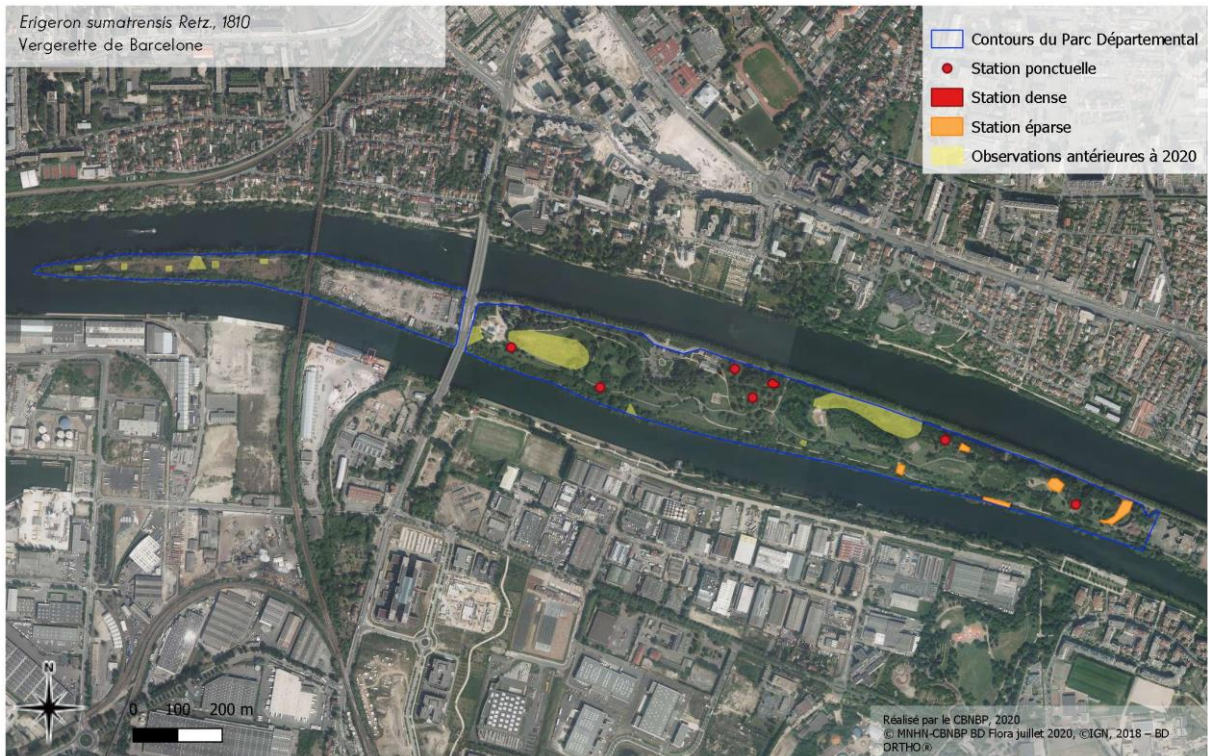 Erigeron sumatrensis Retz., 1810
Vergerette de Barcelone
Contours du Parc Départemental
Station ponctuelle
Station dense
Station éparse
Observations antérieures à 2020
N
0 100 200 m
Réalisé par le CBNBP, 2020
© MNHN-CBNBP BD Flora juillet 2020, ©IGN, 2018 – BD
ORTHO®